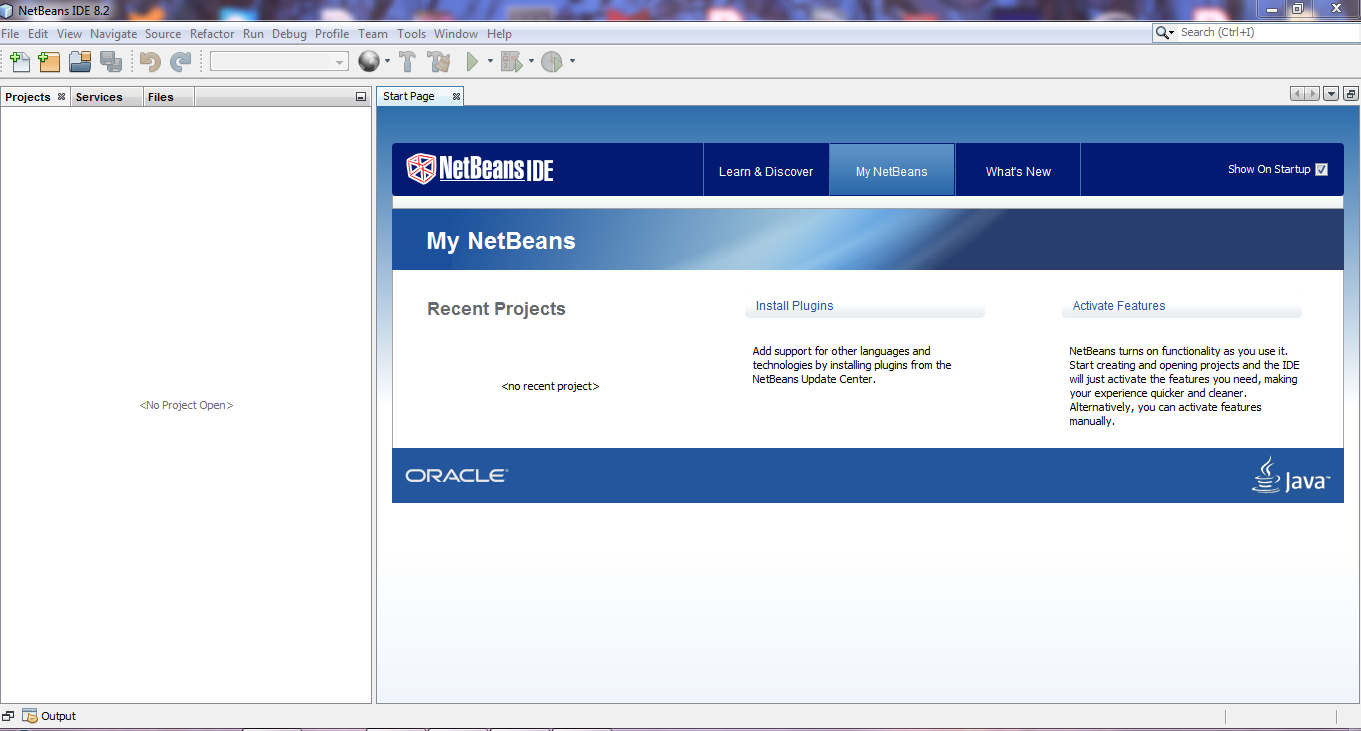 NetBeans IDE 8.2
File Edit View Navigate Source Refactor Run Debug Profile Team Tools Window Help
Search (Ctrl+I)
Projects Services Files
Start Page
NetBeans IDE
Learn & Discover
My NetBeans
What's New
Show On Startup
My NetBeans
Recent Projects
<no recent project>
Install Plugins
Add support for other languages and
technologies by installing plugins from the
NetBeans Update Center.
Activate Features
NetBeans turns on functionality as you use it.
Start creating and opening projects and the IDE
will just activate the features you need, making
your experience quicker and cleaner.
Alternatively, you can activate features
manually.
<No Project Open>
ORACLE®
Java™
Output